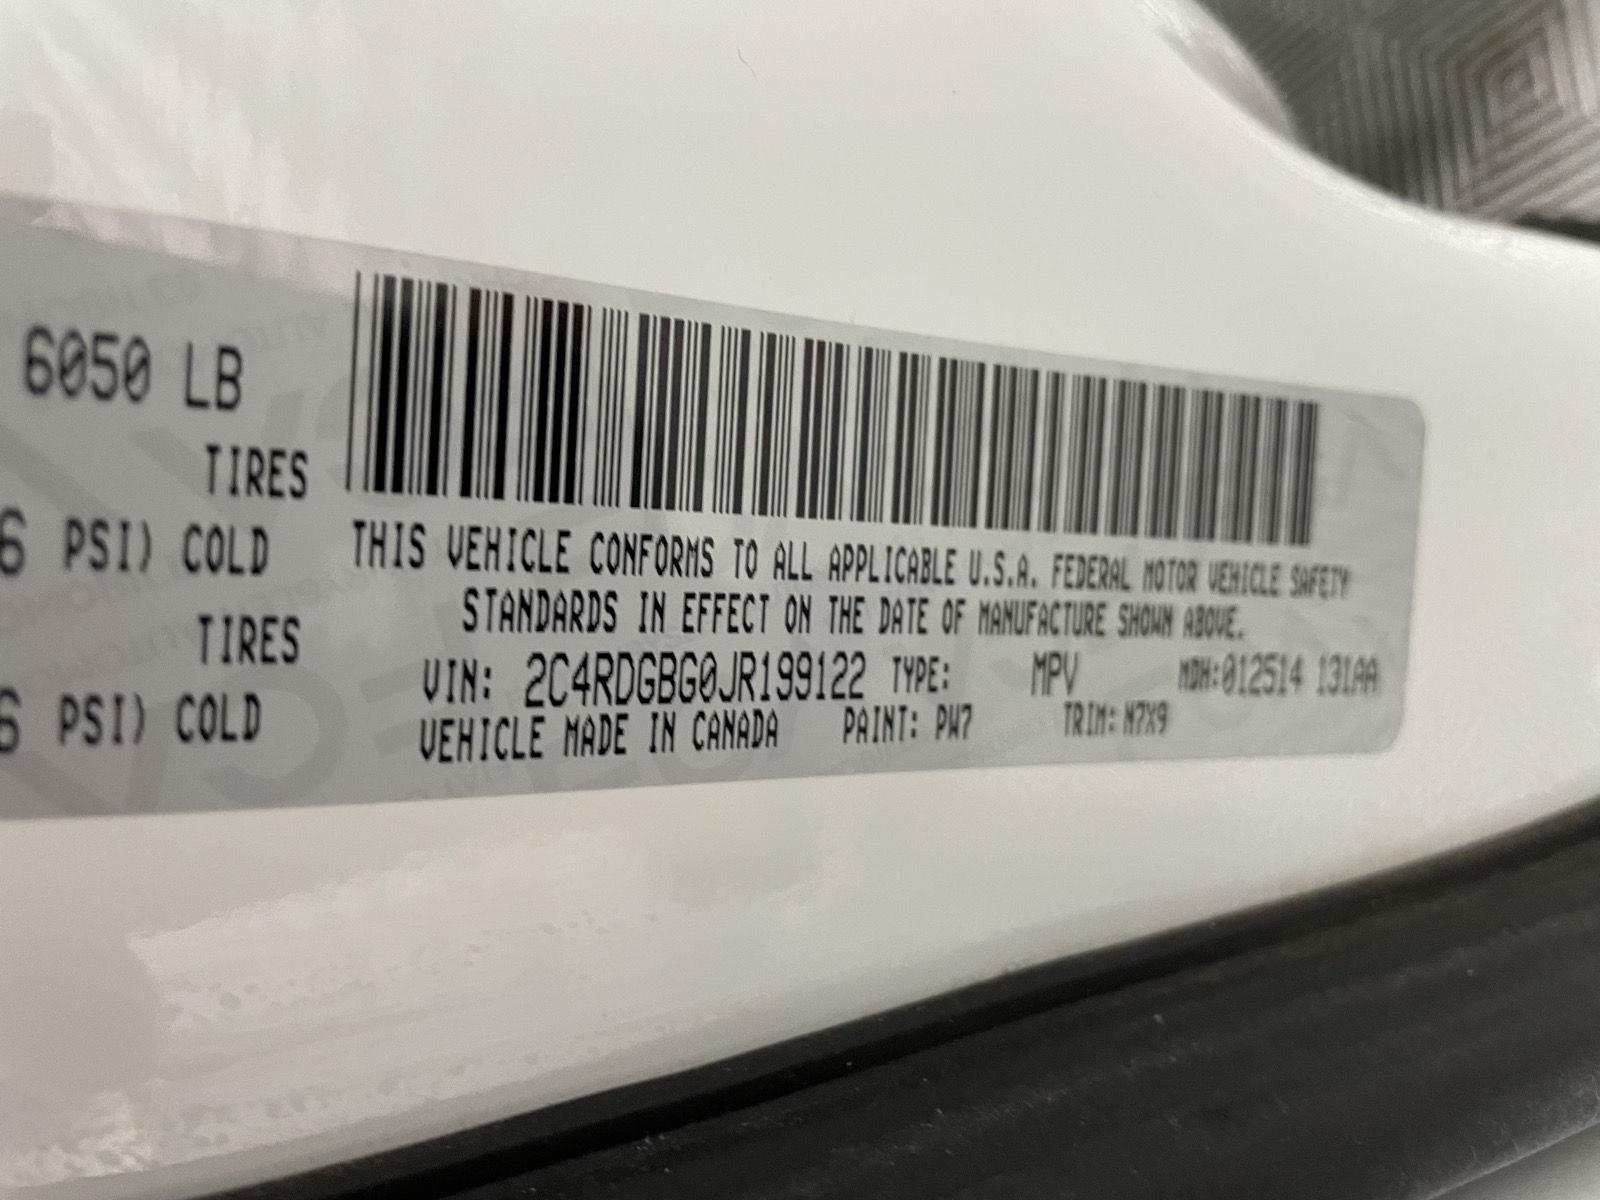 6050 LB
TIRES
6 PSI) COLD
TIRES
6 PSI) COLD
THIS VEHICLE CONFORMS TO ALL APPLICABLE U.S.A. FEDERAL MOTOR VEHICLE SAFETY
STANDARDS IN EFFECT ON THE DATE OF MANUFACTURE SHOWN ABOVE.
VIN: 2C4RDGBG0JR199122 TYPE: MPV MDH:012514 131AA
VEHICLE MADE IN CANADA PAINT: PW7 TRIM: M7X9